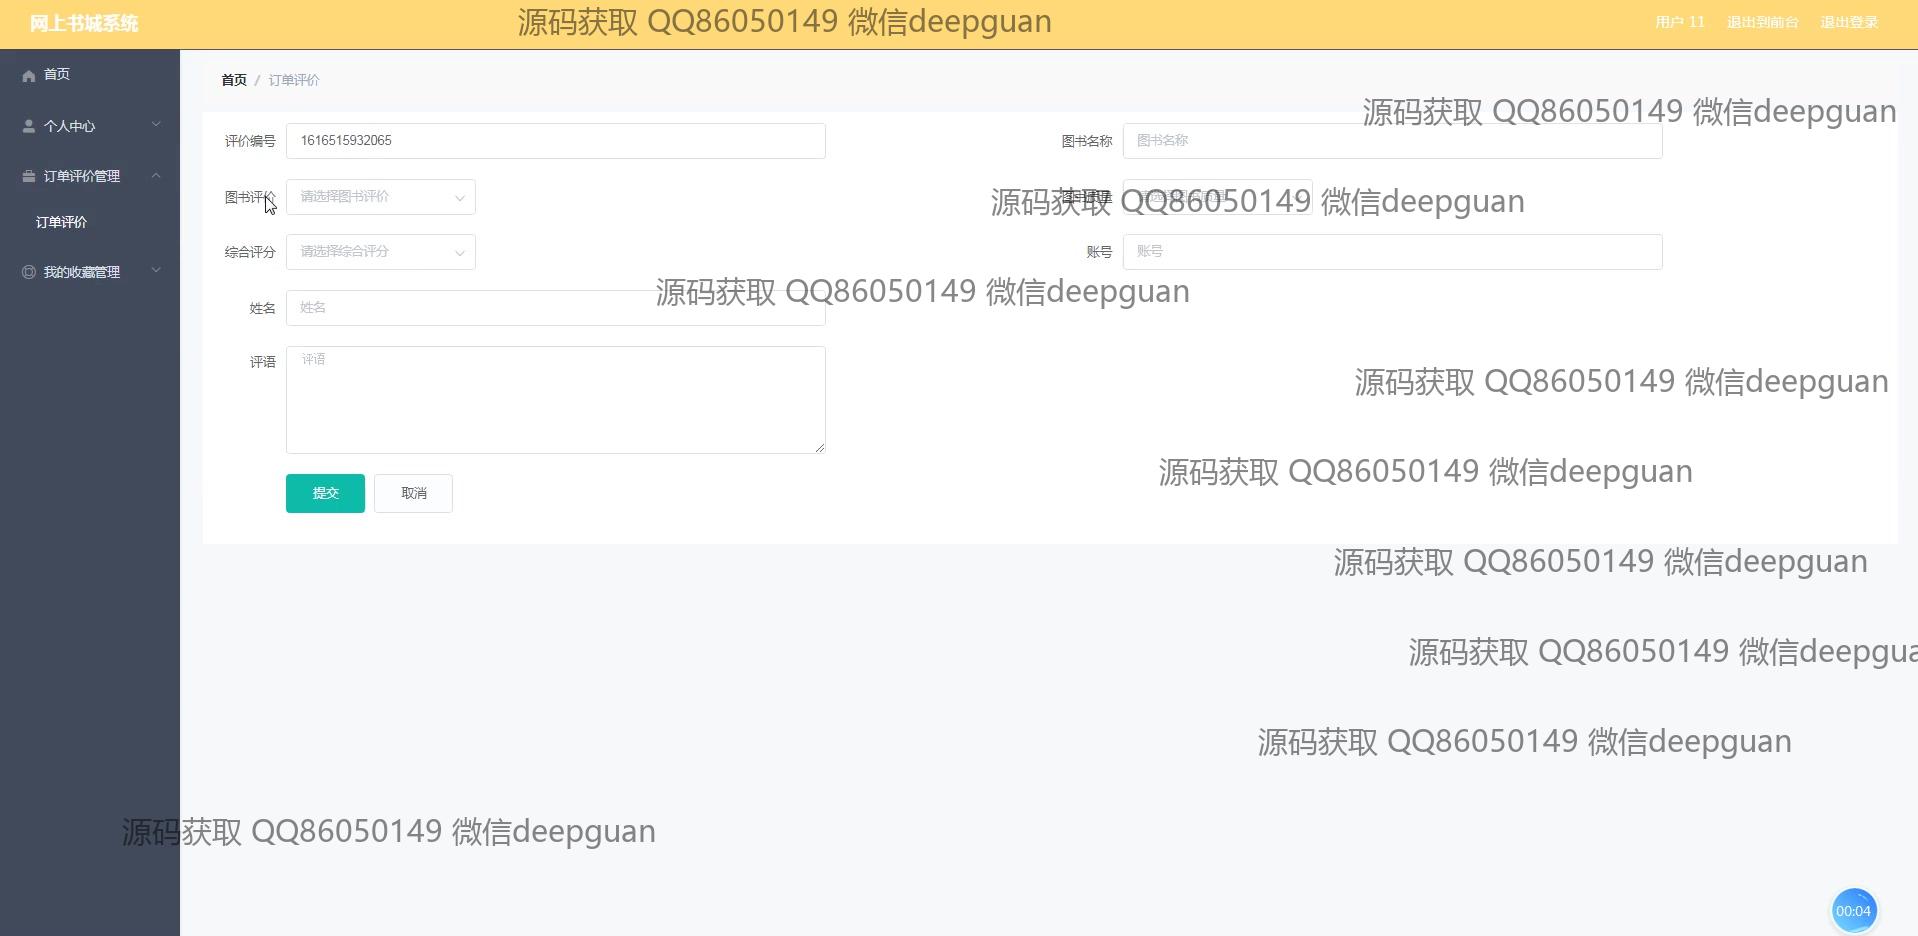 网上书城系统
源码获取 QQ86050149 微信deepguan
用户 11 退出到前台 退出登录
首页
个人中心
订单评价管理
订单评价
我的收藏管理
首页 / 订单评价
源码获取 QQ86050149 微信deepguan
评价编号 1616515932065
图书名称 图书名称
图书评价 请选择图书评价
图书质量 请选择图书质量
源码获取 QQ86050149 微信deepguan
综合评分 请选择综合评分
账号 账号
源码获取 QQ86050149 微信deepguan
姓名 姓名
评语 评语
源码获取 QQ86050149 微信deepguan
源码获取 QQ86050149 微信deepguan
提交 取消
源码获取 QQ86050149 微信deepguan
源码获取 QQ86050149 微信deepgua
源码获取 QQ86050149 微信deepguan
源码获取 QQ86050149 微信deepguan
00:04